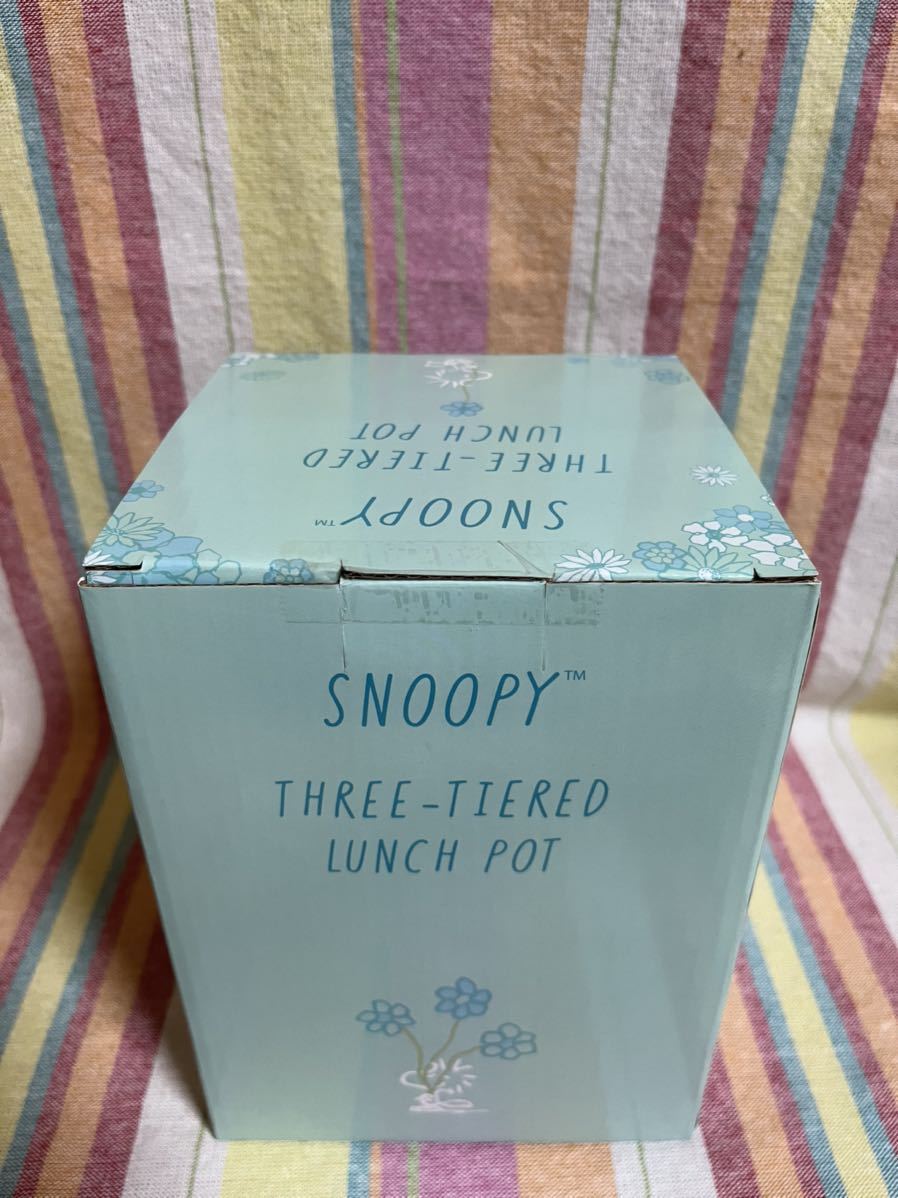 LUNCH POT
THREE-TIERED
SNOOPY™
SNOOPY™
THREE-TIERED
LUNCH POT